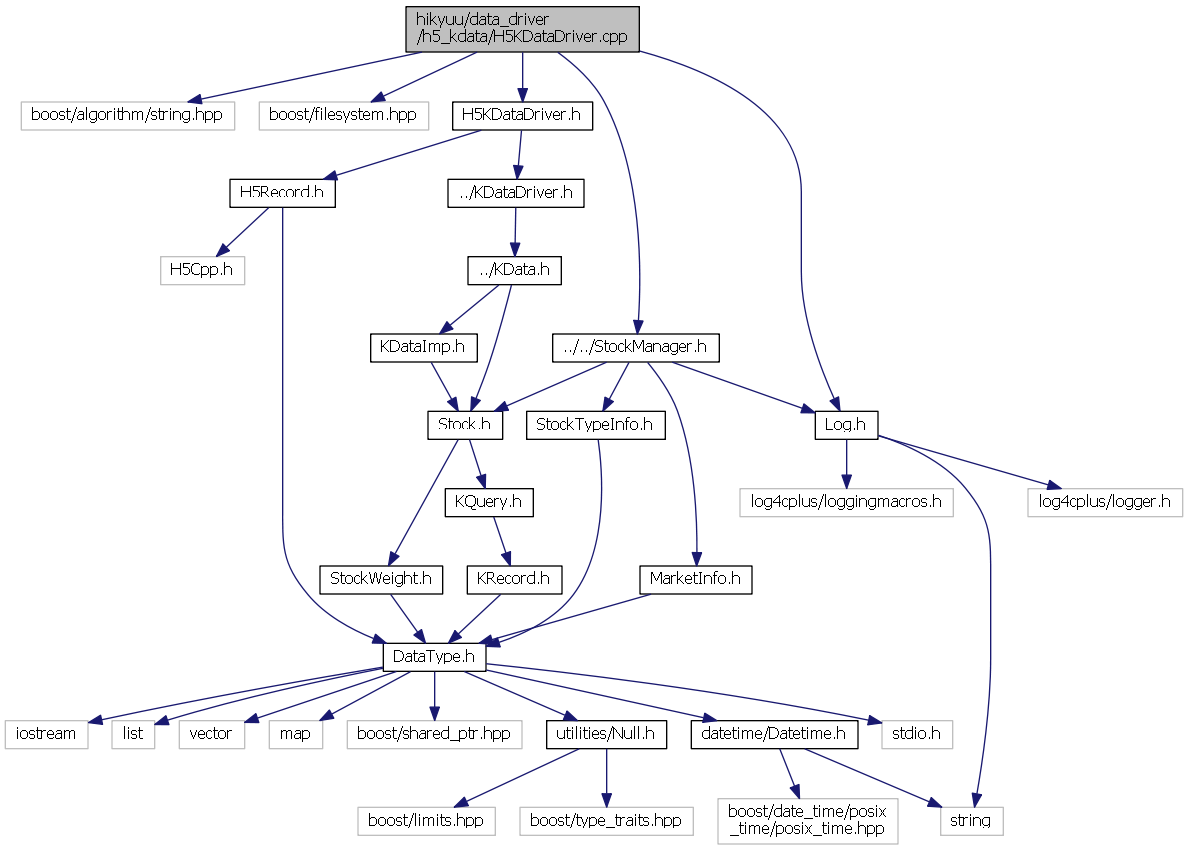 hikyuu/data_driver
/h5_kdata/H5KDataDriver.cpp
boost/algorithm/string.hpp
boost/filesystem.hpp
H5KDataDriver.h
H5Record.h
../KDataDriver.h
H5Cpp.h
../KData.h
KDataImp.h
../../StockManager.h
Stock.h
StockTypeInfo.h
Log.h
KQuery.h
log4cplus/loggingmacros.h
log4cplus/logger.h
StockWeight.h
KRecord.h
MarketInfo.h
DataType.h
iostream
list
vector
map
boost/shared_ptr.hpp
utilities/Null.h
datetime/Datetime.h
stdio.h
boost/limits.hpp
boost/type_traits.hpp
boost/date_time/posix
_time/posix_time.hpp
string